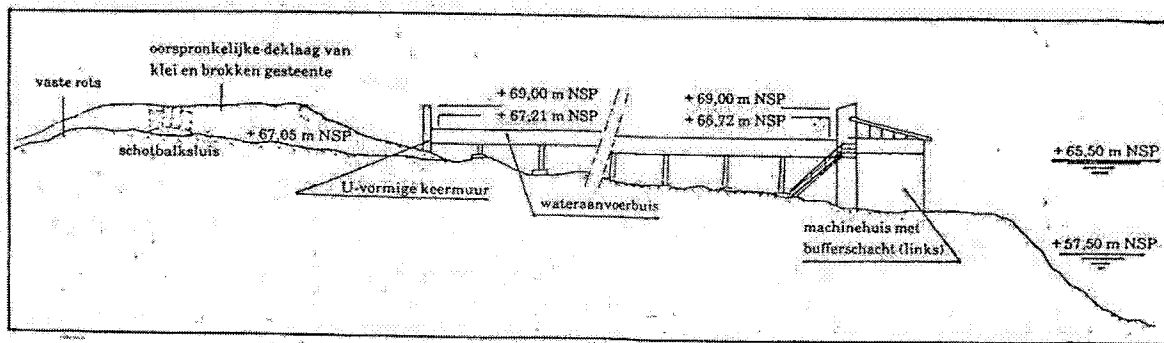 oorspronkelijke deklaag van
klei en brokken gesteente
vaste rots
+ 67,05 m NSP
schotbalksluis
+ 69,00 m NSP
+ 67,21 m NSP
U-vormige keermuur
wateraanvoerbuis
+ 69,00 m NSP
+ 66,72 m NSP
machinehuis met
bufferschacht (links)
+ 65,50 m NSP
+ 57,50 m NSP